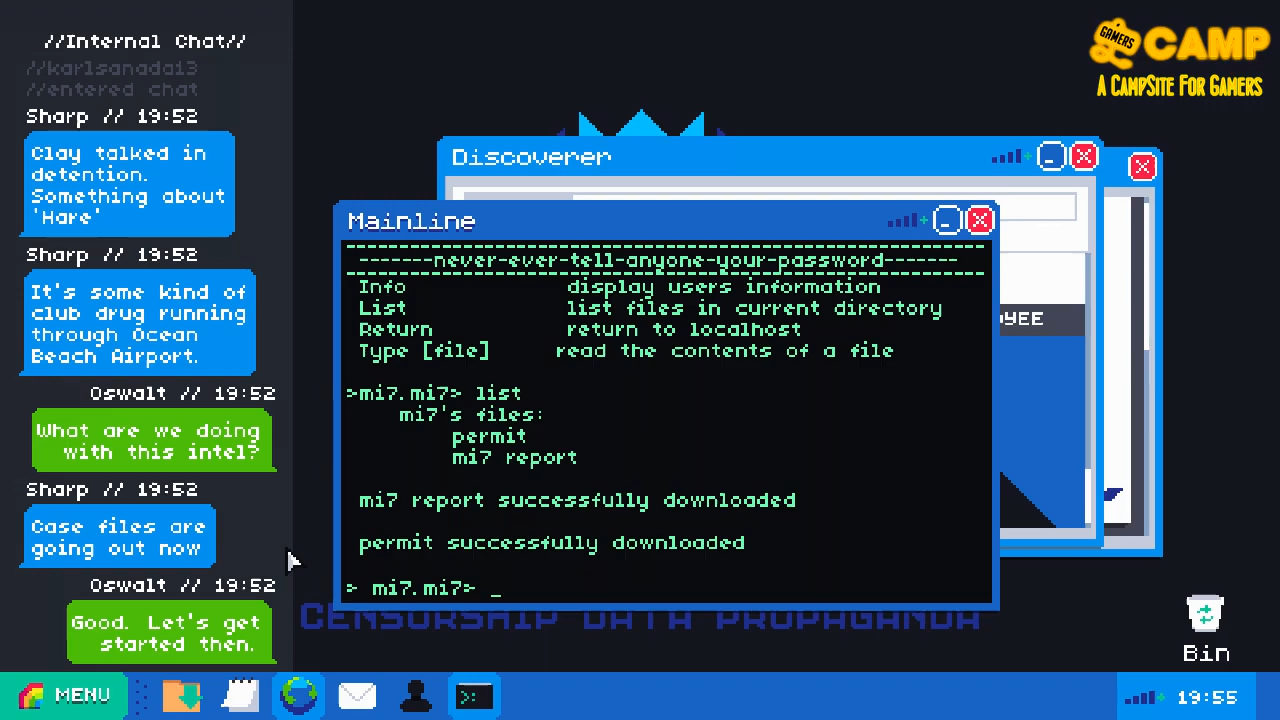 //Internal Chat//
//karlsanada13
//entered chat
Sharp // 19:52
Clay talked in
detention.
Something about
'Hare'
Sharp // 19:52
It's some kind of
club drug running
through Ocean
Beach Airport.
Oswalt // 19:52
What are we doing
with this intel?
Sharp // 19:52
Case files are
going out now
Oswalt // 19:52
Good. Let's get
started then.
GAMERS
CAMP
A CAMPSITE FOR GAMERS
Discoverer
YEE
Mainline
-------never-ever-tell-anyone-your-password-------
Info display users information
List list files in current directory
Return return to localhost
Type [file] read the contents of a file
>mi7.mi7> list
mi7's files:
permit
mi7 report
mi7 report successfully downloaded
permit successfully downloaded
> mi7.mi7> _
CENSORSHIP DATA PROPAGANDA
Bin
MENU
19:55